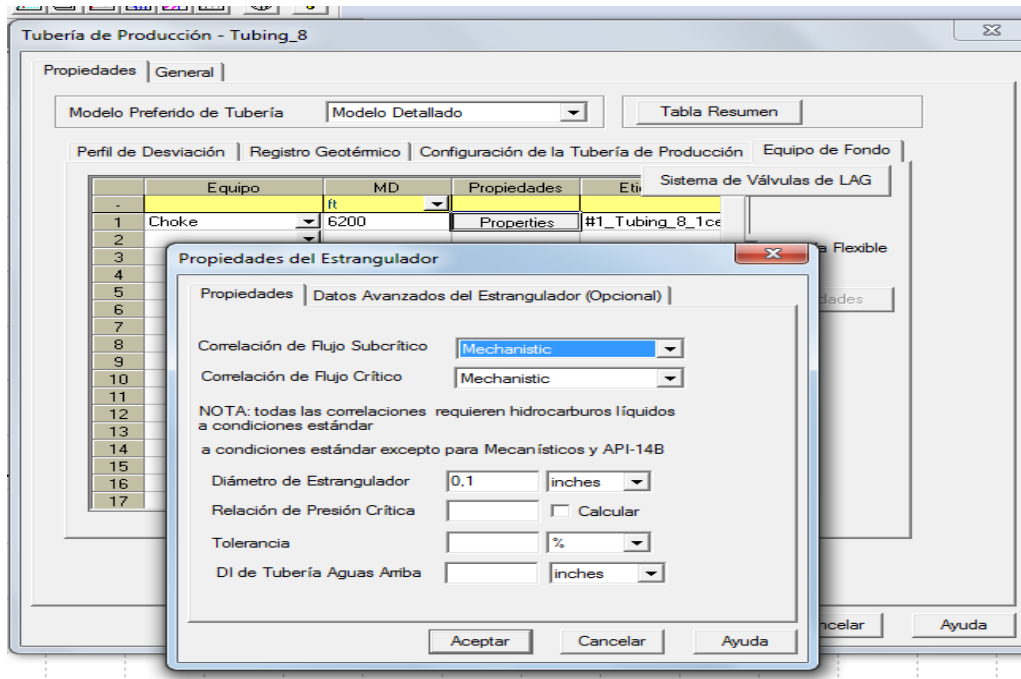 Tubería de Producción - Tubing_8
Propiedades General
Modelo Preferido de Tubería Modelo Detallado Tabla Resumen
Perfil de Desviación Registro Geotérmico Configuración de la Tubería de Producción Equipo de Fondo
Sistema de Válvulas de LAG
Equipo MD Propiedades
- ft
1 Choke 6200 Properties #1_Tubing_8_1ce
2
3
4
5
6
7
8
9
10
11
12
13
14
15
16
17
Flexible
Propiedades del Estrangulador
Propiedades Datos Avanzados del Estrangulador (Opcional)
Correlación de Flujo Subcrítico Mechanistic
Correlación de Flujo Crítico Mechanistic
NOTA: todas las correlaciones requieren hidrocarburos líquidos
a condiciones estándar
a condiciones estándar excepto para Mecanísticos y API-14B
Diámetro de Estrangulador 0,1 inches
Relación de Presión Crítica Calcular
Tolerancia %
DI de Tubería Aguas Arriba inches
Aceptar Cancelar Ayuda
ncelar Ayuda